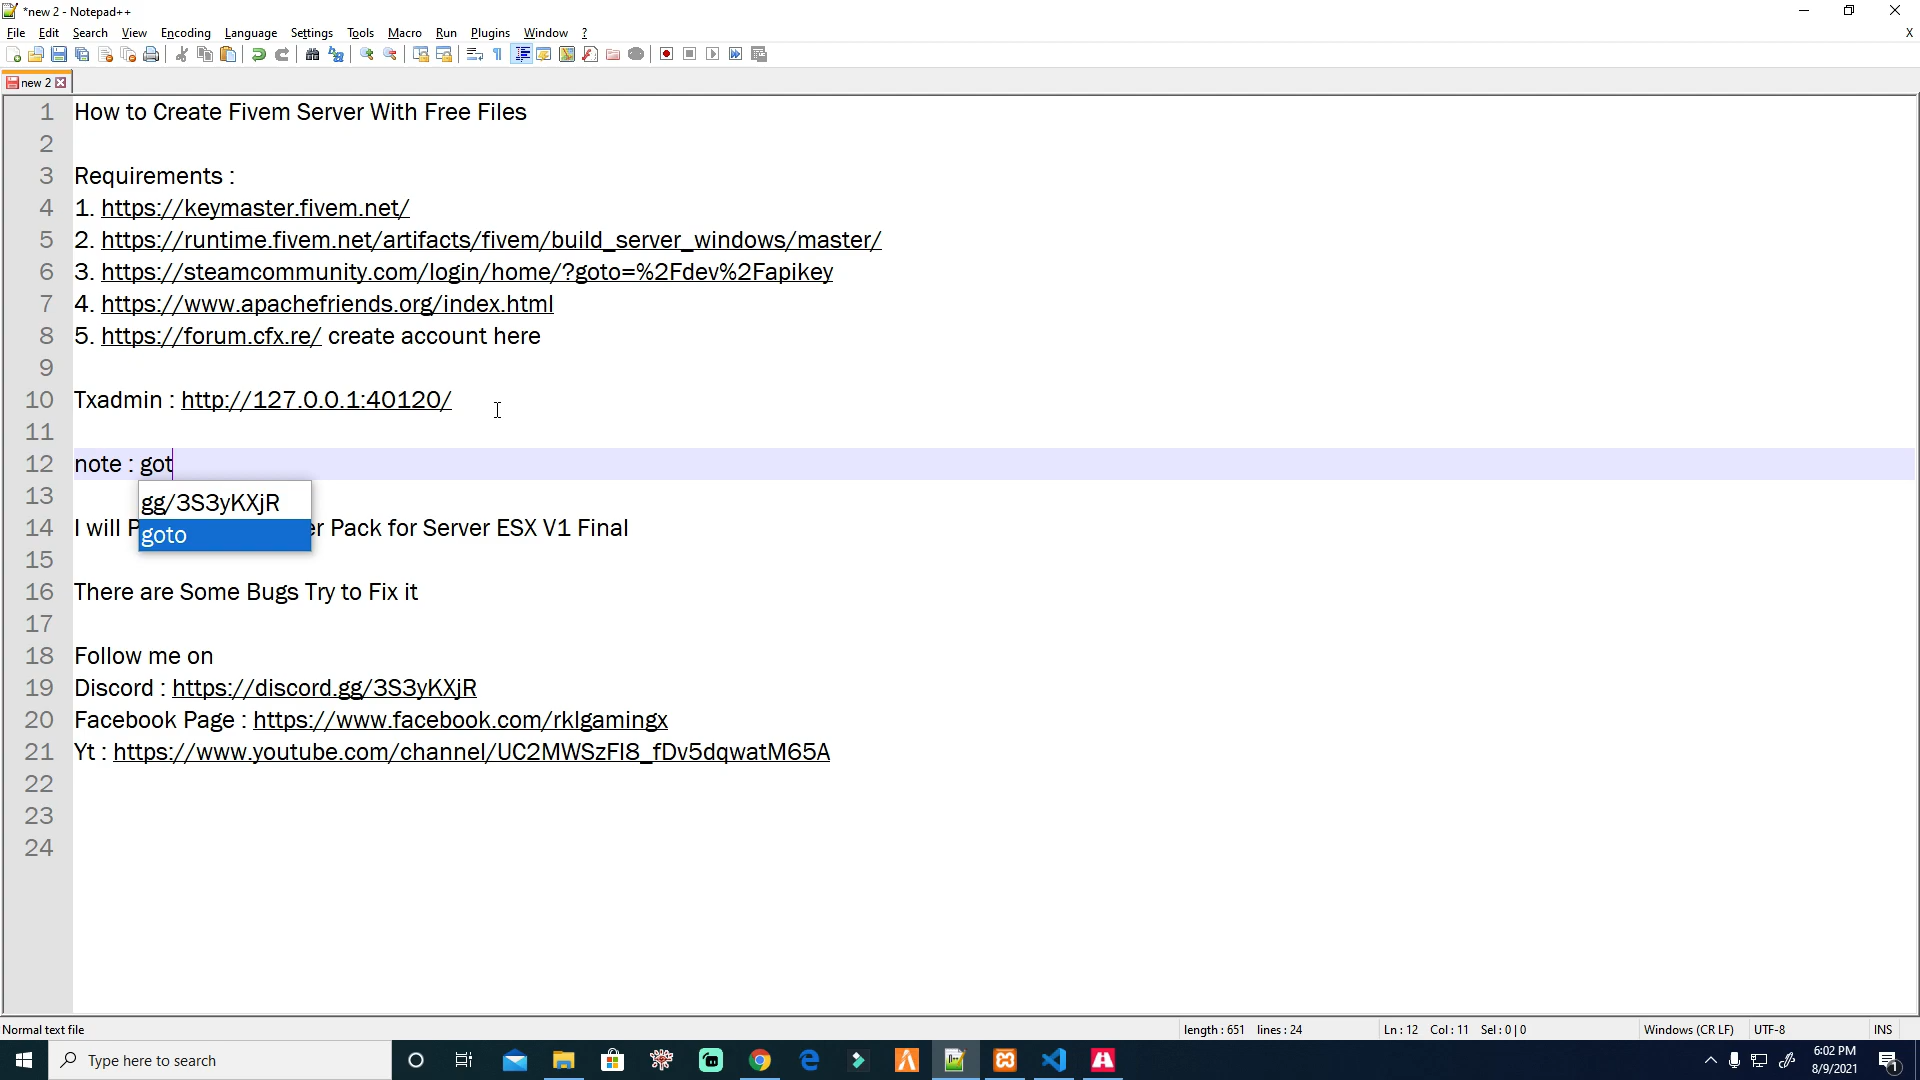 *new 2 - Notepad++
File Edit Search View Encoding Language Settings Tools Macro Run Plugins Window ? X
new 2
1 How to Create Fivem Server With Free Files
2
3 Requirements :
4 1. https://keymaster.fivem.net/
5 2. https://runtime.fivem.net/artifacts/fivem/build_server_windows/master/
6 3. https://steamcommunity.com/login/home/?goto=%2Fdev%2Fapikey
7 4. https://www.apachefriends.org/index.html
8 5. https://forum.cfx.re/ create account here
9
10 Txadmin : http://127.0.0.1:40120/
11
12 note : got
13
gg/3S3yKXjR
14 I will P r Pack for Server ESX V1 Final
goto
15
16 There are Some Bugs Try to Fix it
17
18 Follow me on
19 Discord : https://discord.gg/3S3yKXjR
20 Facebook Page : https://www.facebook.com/rklgamingx
21 Yt : https://www.youtube.com/channel/UC2MWSzFI8_fDv5dqwatM65A
22
23
24
Normal text file length : 651 lines : 24 Ln : 12 Col : 11 Sel : 0 | 0 Windows (CR LF) UTF-8 INS
Type here to search
6:02 PM
8/9/2021
1